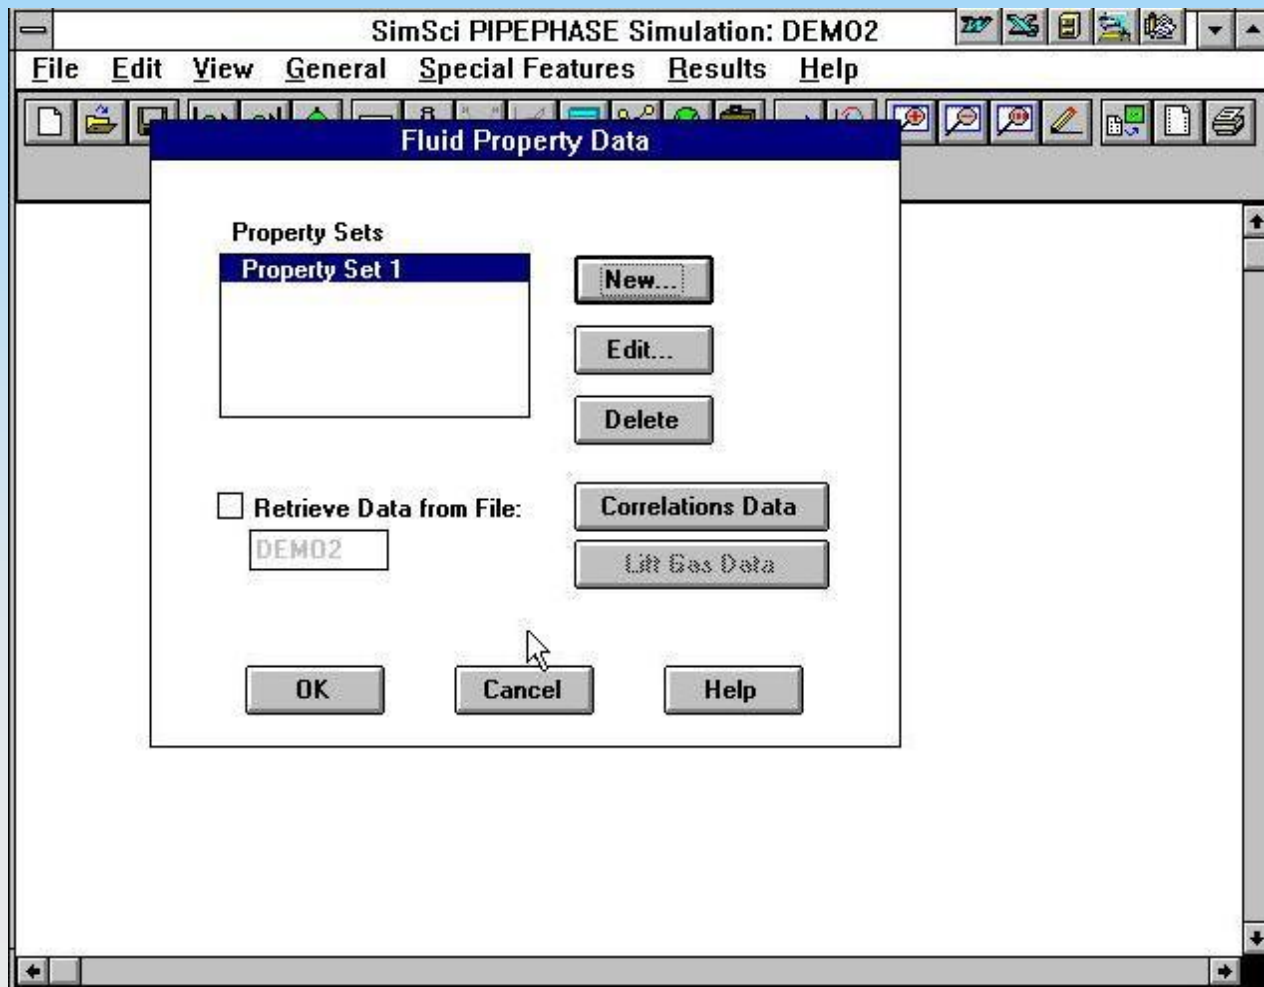 SimSci PIPEPHASE Simulation: DEMO2
File Edit View General Special Features Results Help
Fluid Property Data
Property Sets
Property Set 1
New...
Edit...
Delete
Retrieve Data from File:
DEMO2
Correlations Data
Lift Gas Data
OK Cancel Help